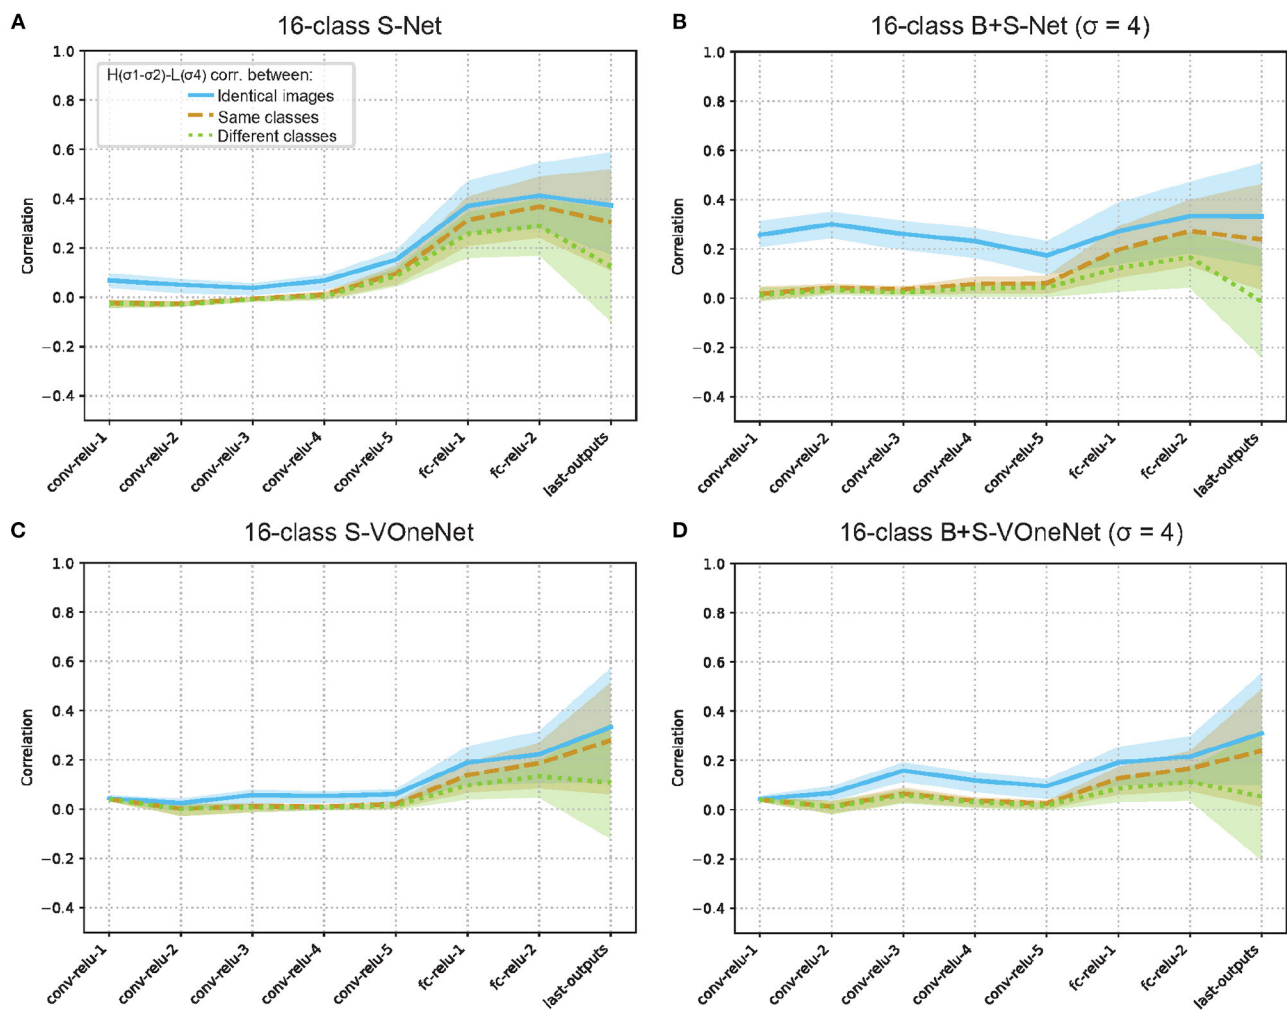 A
16-class S-Net
1.0
0.8
0.6
0.4
0.2
0.0
−0.2
−0.4
Correlation
H(σ1-σ2)-L(σ4) corr. between:
Identical images
Same classes
Different classes
conv-relu-1
conv-relu-2
conv-relu-3
conv-relu-4
conv-relu-5
fc-relu-1
fc-relu-2
last-outputs
B
16-class B+S-Net (σ = 4)
1.0
0.8
0.6
0.4
0.2
0.0
−0.2
−0.4
Correlation
conv-relu-1
conv-relu-2
conv-relu-3
conv-relu-4
conv-relu-5
fc-relu-1
fc-relu-2
last-outputs
C
16-class S-VOneNet
1.0
0.8
0.6
0.4
0.2
0.0
−0.2
−0.4
Correlation
conv-relu-1
conv-relu-2
conv-relu-3
conv-relu-4
conv-relu-5
fc-relu-1
fc-relu-2
last-outputs
D
16-class B+S-VOneNet (σ = 4)
1.0
0.8
0.6
0.4
0.2
0.0
−0.2
−0.4
Correlation
conv-relu-1
conv-relu-2
conv-relu-3
conv-relu-4
conv-relu-5
fc-relu-1
fc-relu-2
last-outputs